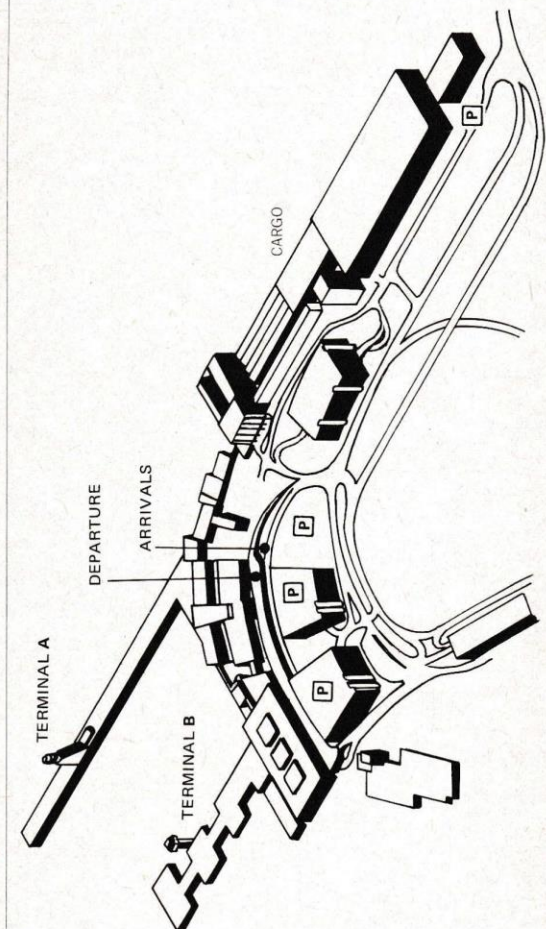 TERMINAL A
DEPARTURE
ARRIVALS
TERMINAL B
CARGO
P
P
P
P